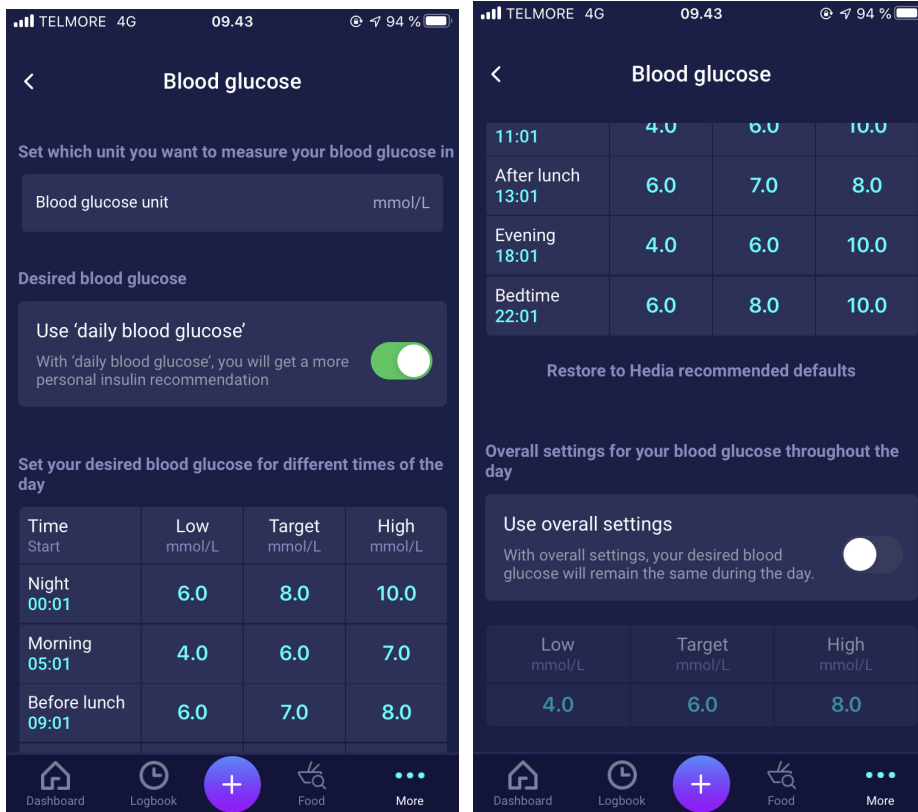 TELMORE 4G 09.43 94 %
Blood glucose
Set which unit you want to measure your blood glucose in
Blood glucose unit mmol/L
Desired blood glucose
Use ‘daily blood glucose’
With ‘daily blood glucose’, you will get a more
personal insulin recommendation
Set your desired blood glucose for different times of the
day
Time Low Target High
Start mmol/L mmol/L mmol/L
Night
00:01 6.0 8.0 10.0
Morning
05:01 4.0 6.0 7.0
Before lunch
09:01 6.0 7.0 8.0
Dashboard Logbook + Food More
TELMORE 4G 09.43 94 %
Blood glucose
11:01 4.0 6.0 10.0
After lunch
13:01 6.0 7.0 8.0
Evening
18:01 4.0 6.0 10.0
Bedtime
22:01 6.0 8.0 10.0
Restore to Hedia recommended defaults
Overall settings for your blood glucose throughout the
day
Use overall settings
With overall settings, your desired blood
glucose will remain the same during the day.
Low Target High
mmol/L mmol/L mmol/L
4.0 6.0 8.0
Dashboard Logbook + Food More